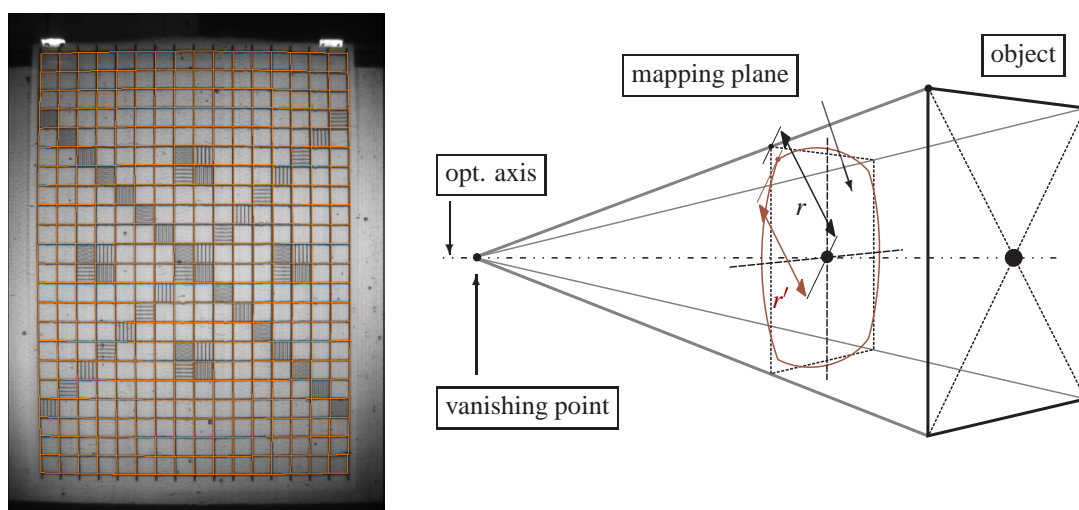 object
mapping plane
opt. axis
r
r′
vanishing point